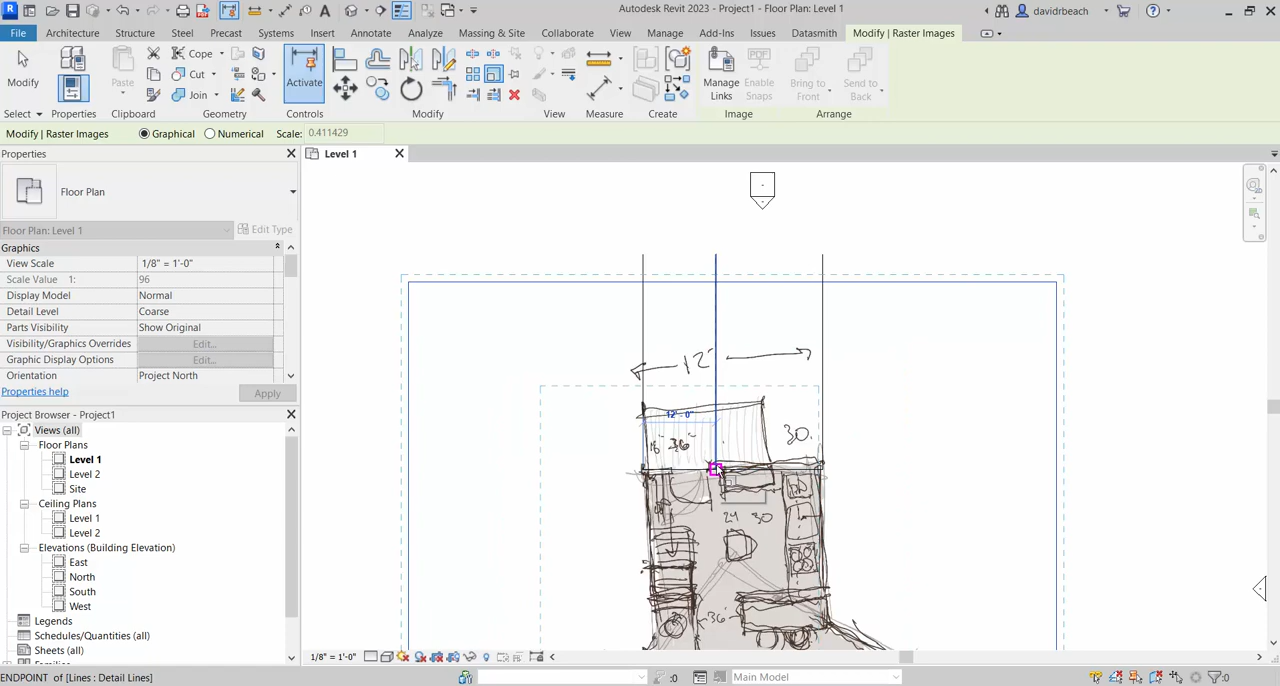 Autodesk Revit 2023 - Project1 - Floor Plan: Level 1
davidrbeach
File Architecture Structure Steel Precast Systems Insert Annotate Analyze Massing & Site Collaborate View Manage Add-Ins Issues Datasmith Modify | Raster Images
Modify
Paste
Cope
Cut
Join
Activate
Manage Links
Enable Snaps
Bring to Front
Send to Back
Select Properties Clipboard Geometry Controls Modify View Measure Create Image Arrange
Modify | Raster Images Graphical Numerical Scale: 0.411429
Properties
Level 1
Floor Plan
Floor Plan: Level 1
Edit Type
Graphics
View Scale 1/8" = 1'-0"
Scale Value 1: 96
Display Model Normal
Detail Level Coarse
Parts Visibility Show Original
Visibility/Graphics Overrides Edit...
Graphic Display Options Edit...
Orientation Project North
Properties help
Apply
Project Browser - Project1
Views (all)
Floor Plans
Level 1
Level 2
Site
Ceiling Plans
Level 1
Level 2
Elevations (Building Elevation)
East
North
South
West
Legends
Schedules/Quantities (all)
Sheets (all)
12'
12' - 0"
36"
30
24 30
36"
1/8" = 1'-0"
ENDPOINT of [Lines : Detail Lines]
:0
Main Model
:0